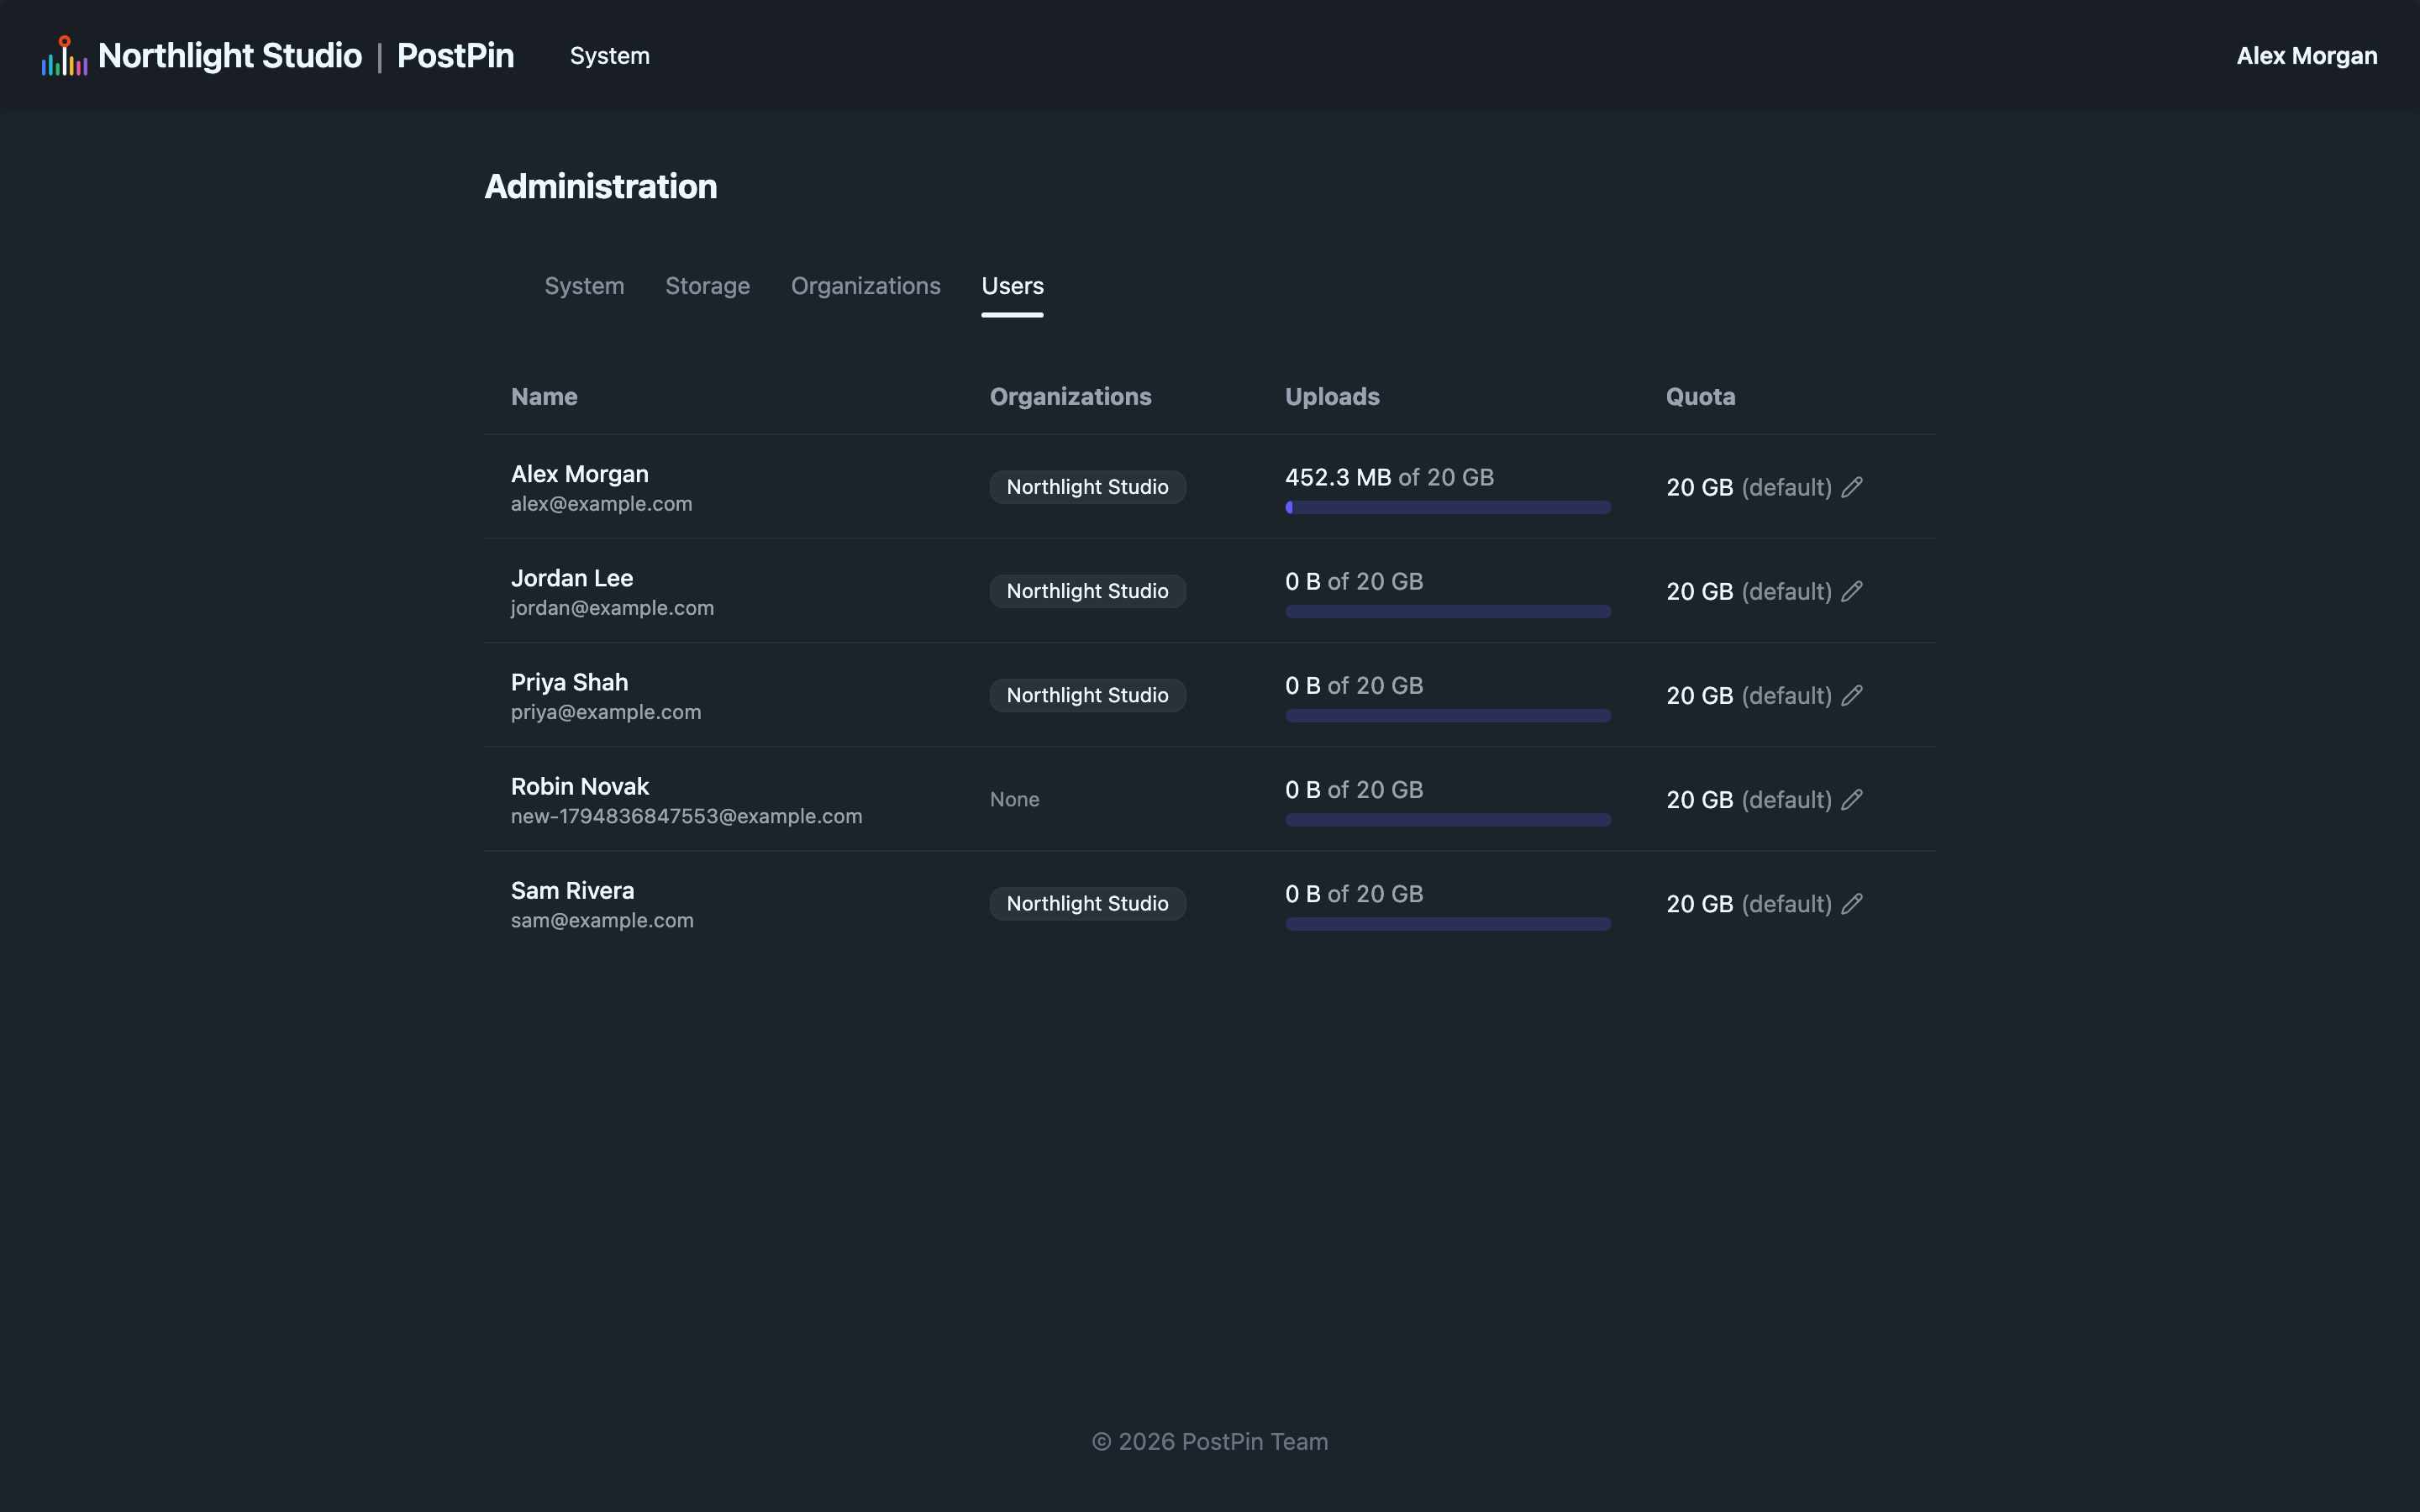 Northlight Studio | PostPin System Alex Morgan
Administration
System Storage Organizations Users
Name Organizations Uploads Quota
Alex Morgan
alex@example.com
Northlight Studio
452.3 MB of 20 GB
20 GB (default)
Jordan Lee
jordan@example.com
Northlight Studio
0 B of 20 GB
20 GB (default)
Priya Shah
priya@example.com
Northlight Studio
0 B of 20 GB
20 GB (default)
Robin Novak
new-1794836847553@example.com
None
0 B of 20 GB
20 GB (default)
Sam Rivera
sam@example.com
Northlight Studio
0 B of 20 GB
20 GB (default)
© 2026 PostPin Team